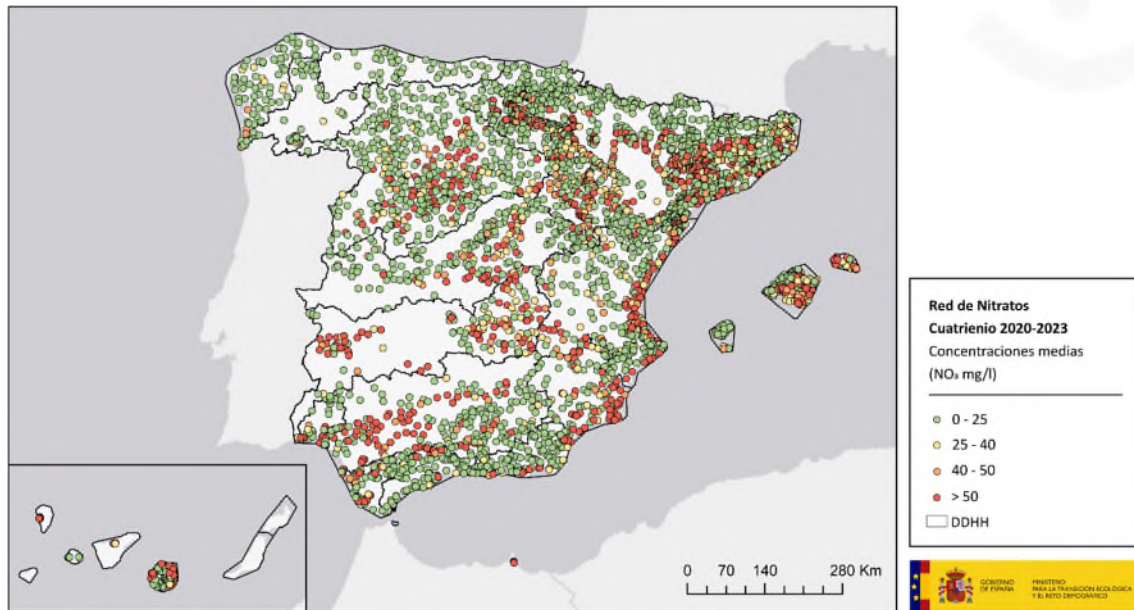 Red de Nitratos
Cuatrienio 2020-2023
Concentraciones medias
(NO₃ mg/l)
0 - 25
25 - 40
40 - 50
> 50
DDHH
0 70 140 280 Km
GOBIERNO
DE ESPAÑA
MINISTERIO
PARA LA TRANSICIÓN ECOLÓGICA
Y EL RETO DEMOGRÁFICO